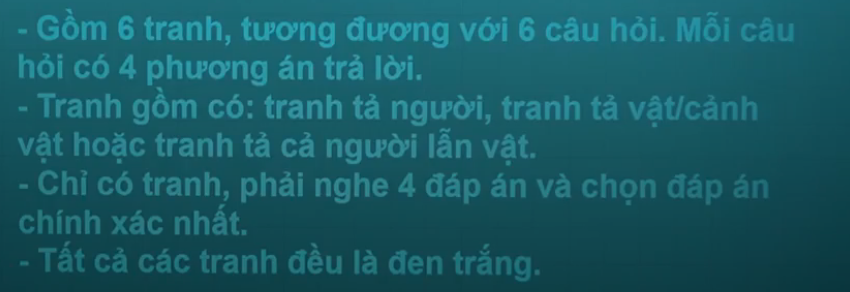 - Gồm 6 tranh, tương đương với 6 câu hỏi. Mỗi câu
hỏi có 4 phương án trả lời.
- Tranh gồm có: tranh tả người, tranh tả vật/cảnh
vật hoặc tranh tả cả người lẫn vật.
- Chỉ có tranh, phải nghe 4 đáp án và chọn đáp án
chính xác nhất.
- Tất cả các tranh đều là đen trắng.